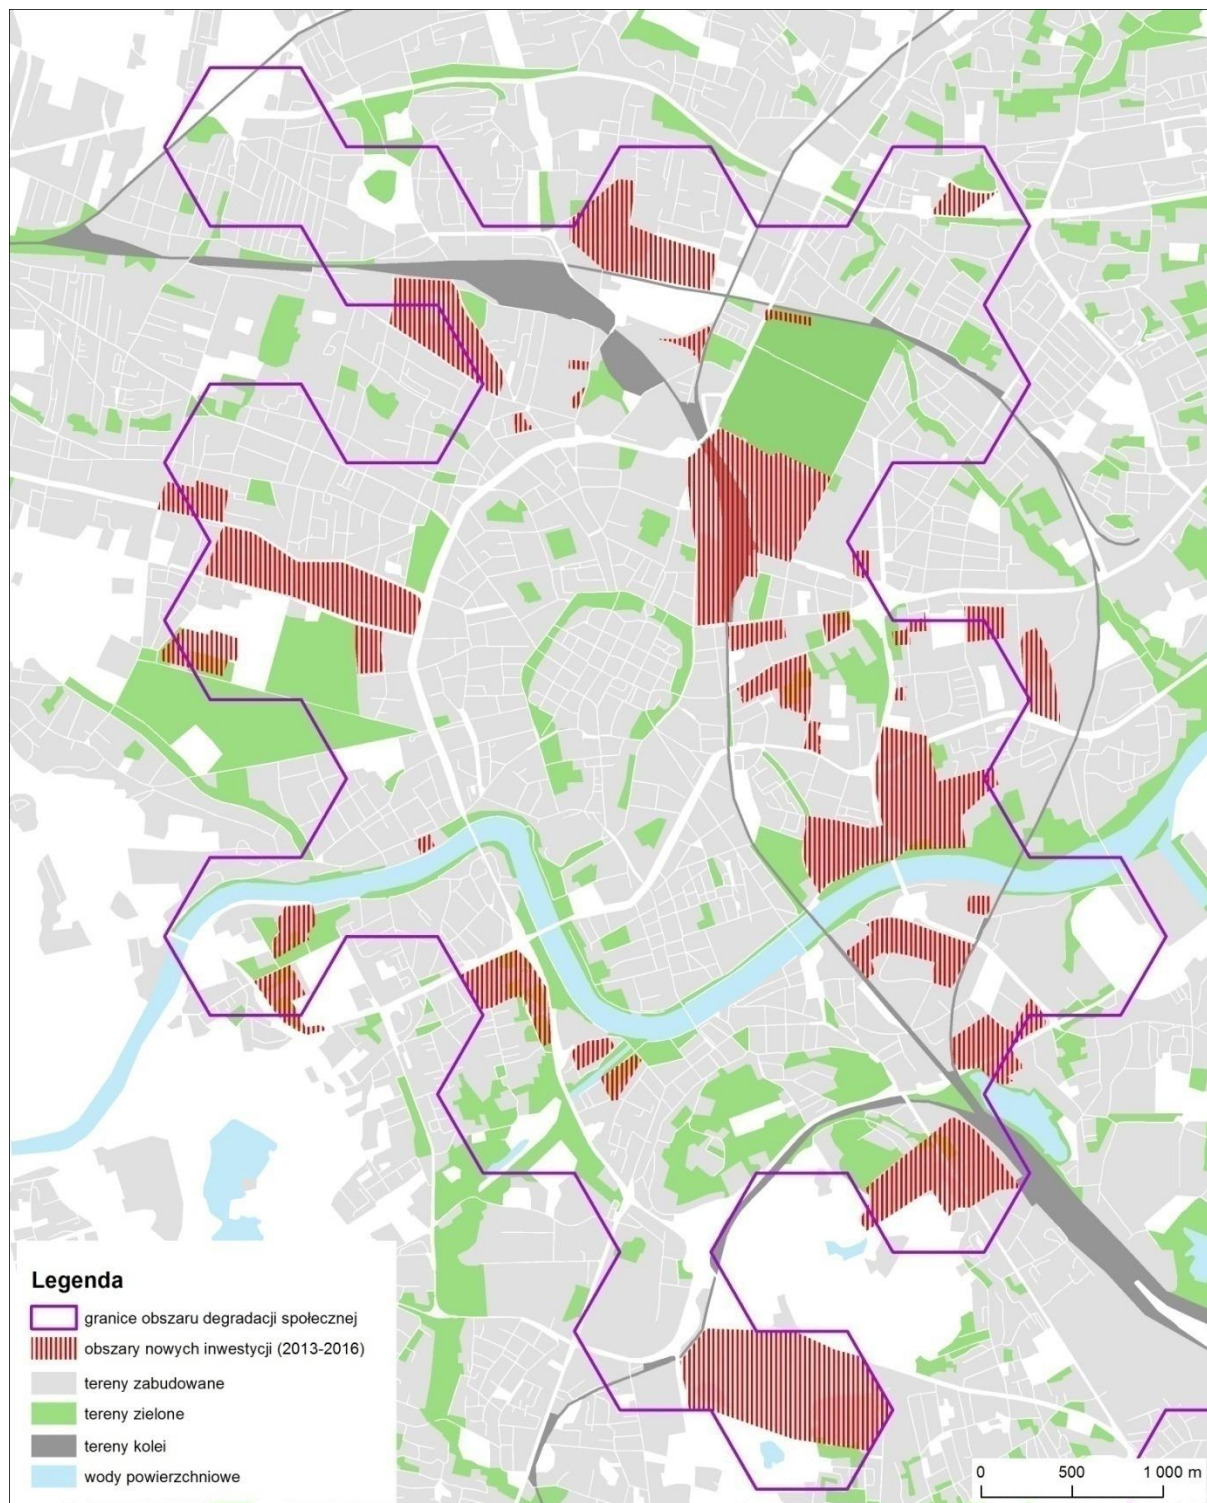 Legenda
granice obszaru degradacji społecznej
obszary nowych inwestycji (2013-2016)
tereny zabudowane
tereny zielone
tereny kolei
wody powierzchniowe
0 500 1 000 m